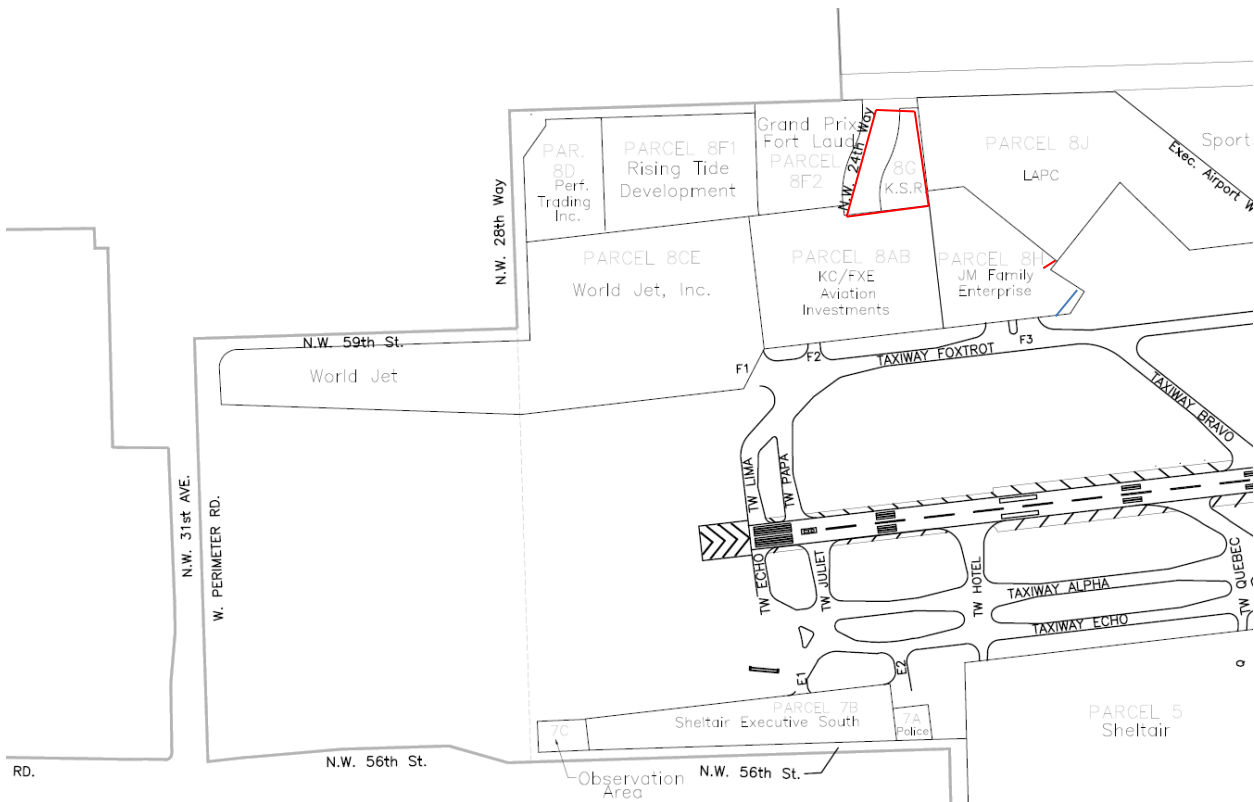 Grand Prix
Fort Laud
PARCEL
8F2
N.W. 24th Way
8G
K.S.R
PARCEL 8J
LAPC
Sport
Exec. Airport W
PAR.
8D
Perf.
Trading
Inc.
PARCEL 8F1
Rising Tide
Development
N.W. 28th Way
PARCEL 8CE
World Jet, Inc.
PARCEL 8AB
KC/FXE
Aviation
Investments
PARCEL 8H
JM Family
Enterprise
N.W. 59th St.
World Jet
F1
F2
TAXIWAY FOXTROT
F3
TAXIWAY BRAVO
TW LIMA
TW PAPA
N.W. 31st AVE.
W. PERIMETER RD.
TW ECHO
TW JULIET
TW HOTEL
TAXIWAY ALPHA
TAXIWAY ECHO
TW QUEBEC
E1
E2
PARCEL 7B
Sheltair Executive South
7A
Police
7C
PARCEL 5
Sheltair
N.W. 56th St.
N.W. 56th St.
Observation
Area
RD.